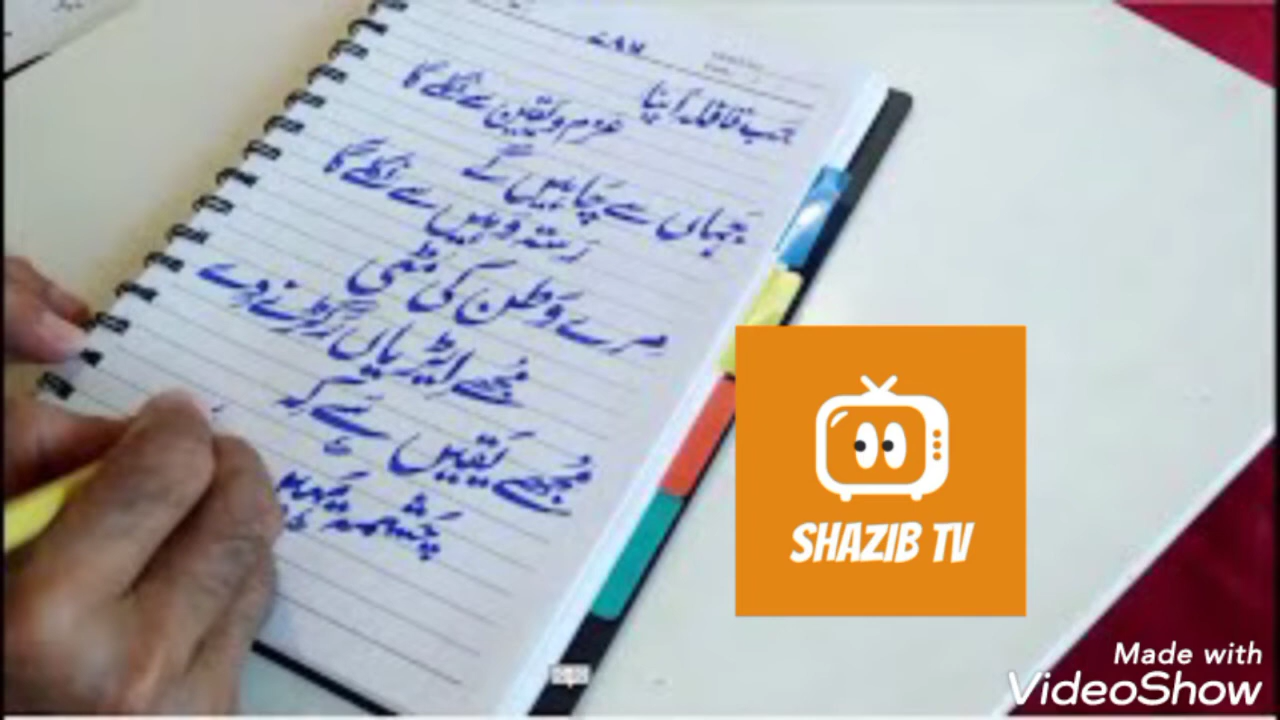 ۷۸۶
جب قافلہ اپنا
عزم و یقین سے نکلے گا
جہاں سے چاہیں گے
رستہ وہیں سے نکلے گا
مرے وطن کی مٹی
مجھے ایڑیاں رگڑنے دے
مجھے یقیں ہے کہ
چشمہ یہیں
SHAZIB TV
Made with
VideoShow